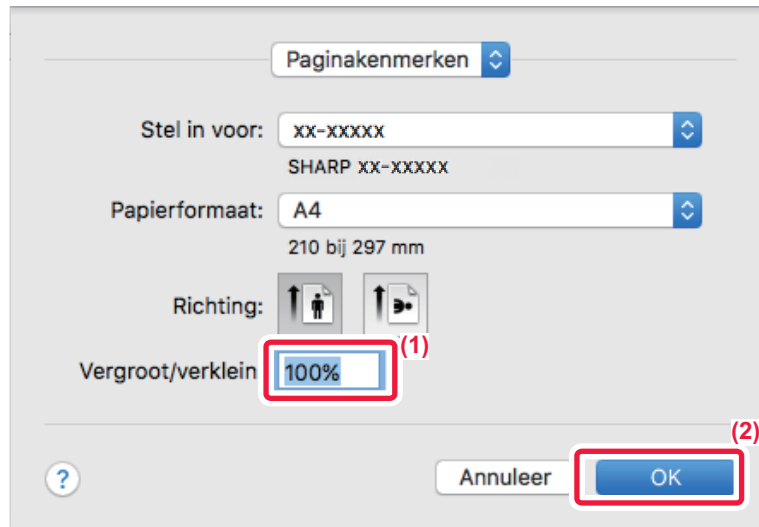 Paginakenmerken
Stel in voor: xx-xxxxx
SHARP xx-xxxxx
Papierformaat: A4
210 bij 297 mm
Richting:
(1)
Vergroot/verklein 100%
(2)
? Annuleer OK